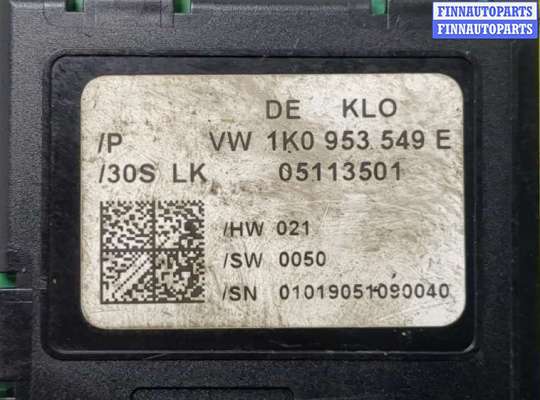 FINNAUTOPARTS
FINNAUTOPARTS
DE KLO
/P VW 1K0 953 549 E
/30S LK 05113501
/HW 021
/SW 0050
/SN 01019051090040